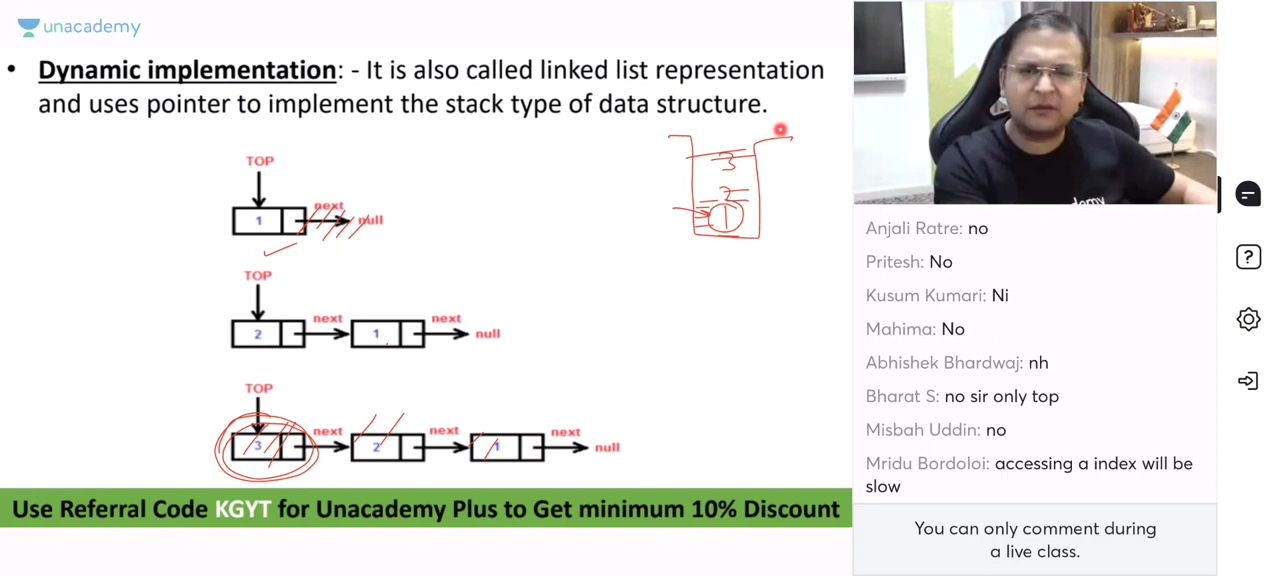 unacademy
• Dynamic implementation: - It is also called linked list representation
and uses pointer to implement the stack type of data structure.
TOP
1
next
null
TOP
2
next
1
next
null
TOP
3
next
2
next
1
next
null
3
2
1
Use Referral Code KGYT for Unacademy Plus to Get minimum 10% Discount
Anjali Ratre: no
Pritesh: No
Kusum Kumari: Ni
Mahima: No
Abhishek Bhardwaj: nh
Bharat S: no sir only top
Misbah Uddin: no
Mridu Bordoloi: accessing a index will be
slow
You can only comment during
a live class.
?